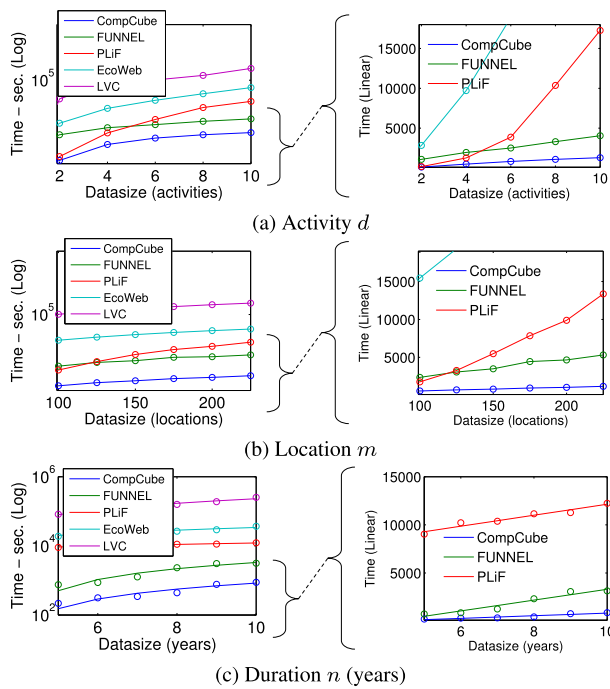 CompCube
FUNNEL
PLiF
EcoWeb
LVC
Time − sec. (Log)
10^5
2 4 6 8 10
Datasize (activities)
CompCube
FUNNEL
PLiF
Time (Linear)
15000
10000
5000
2 4 6 8 10
Datasize (activities)
(a) Activity d
CompCube
FUNNEL
PLiF
EcoWeb
LVC
Time − sec. (Log)
10^5
100 150 200
Datasize (locations)
CompCube
FUNNEL
PLiF
Time (Linear)
15000
10000
5000
100 150 200
Datasize (locations)
(b) Location m
CompCube
FUNNEL
PLiF
EcoWeb
LVC
Time − sec. (Log)
10^6
10^4
10^2
6 8 10
Datasize (years)
CompCube
FUNNEL
PLiF
Time (Linear)
15000
10000
5000
6 8 10
Datasize (years)
(c) Duration n (years)